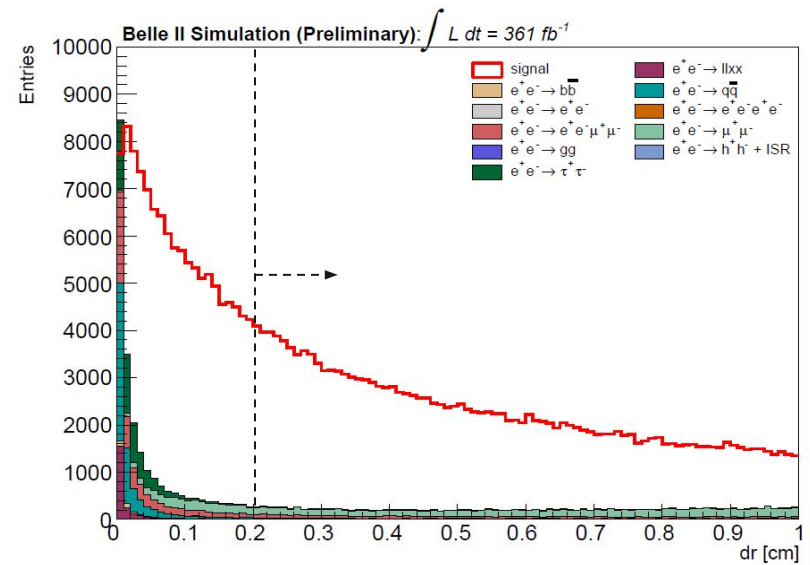 Belle II Simulation (Preliminary): ∫ L dt = 361 fb⁻¹
Entries
10000
9000
8000
7000
6000
5000
4000
3000
2000
1000
0
signal
e⁺e⁻→ bb̅
e⁺e⁻→ e⁺e⁻
e⁺e⁻→ e⁺e⁻μ⁺μ⁻
e⁺e⁻→ gg
e⁺e⁻→ τ⁺τ⁻
e⁺e⁻→ llxx
e⁺e⁻→ qq̅
e⁺e⁻→ e⁺e⁻e⁺e⁻
e⁺e⁻→ μ⁺μ⁻
e⁺e⁻→ h⁺h⁻ + ISR
0 0.1 0.2 0.3 0.4 0.5 0.6 0.7 0.8 0.9 1
dr [cm]